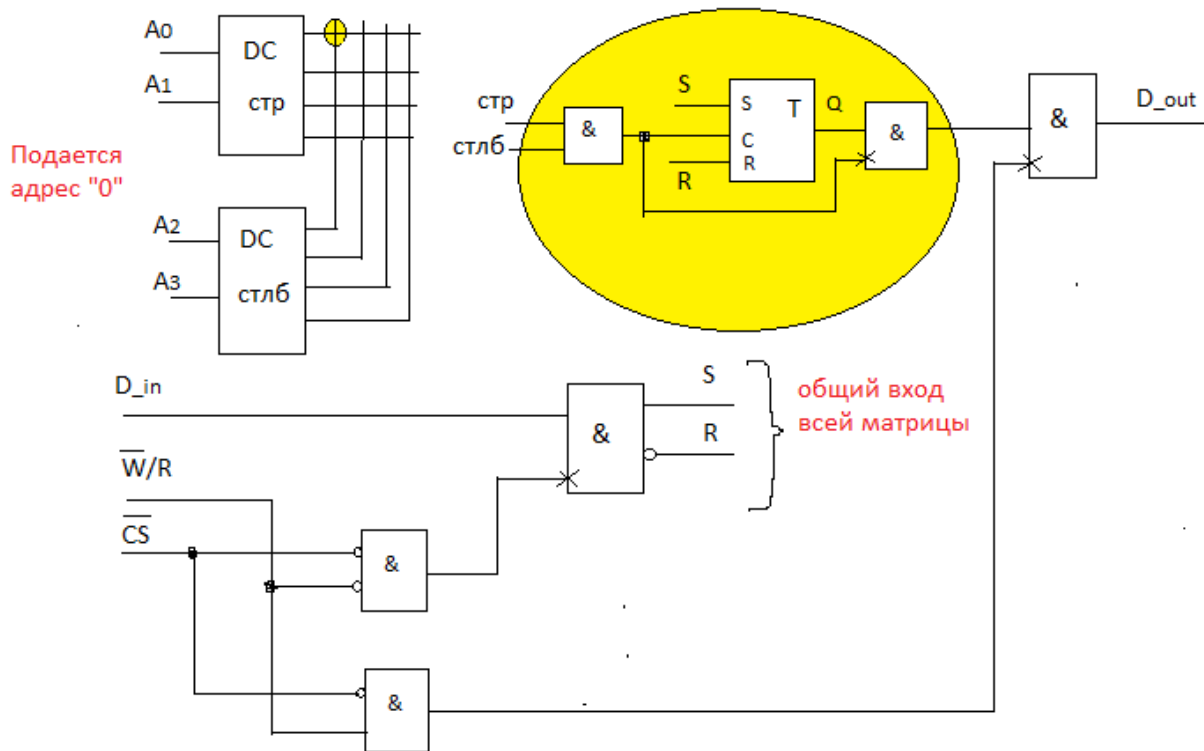 A0
DC
A1
стр
Подается
адрес "0"
A2
DC
A3
стлб
стр
стлб
&
S
S
T
C
R
R
Q
&
&
D_out
D_in
W/R
CS
&
S
R
общий вход
всей матрицы
&
&